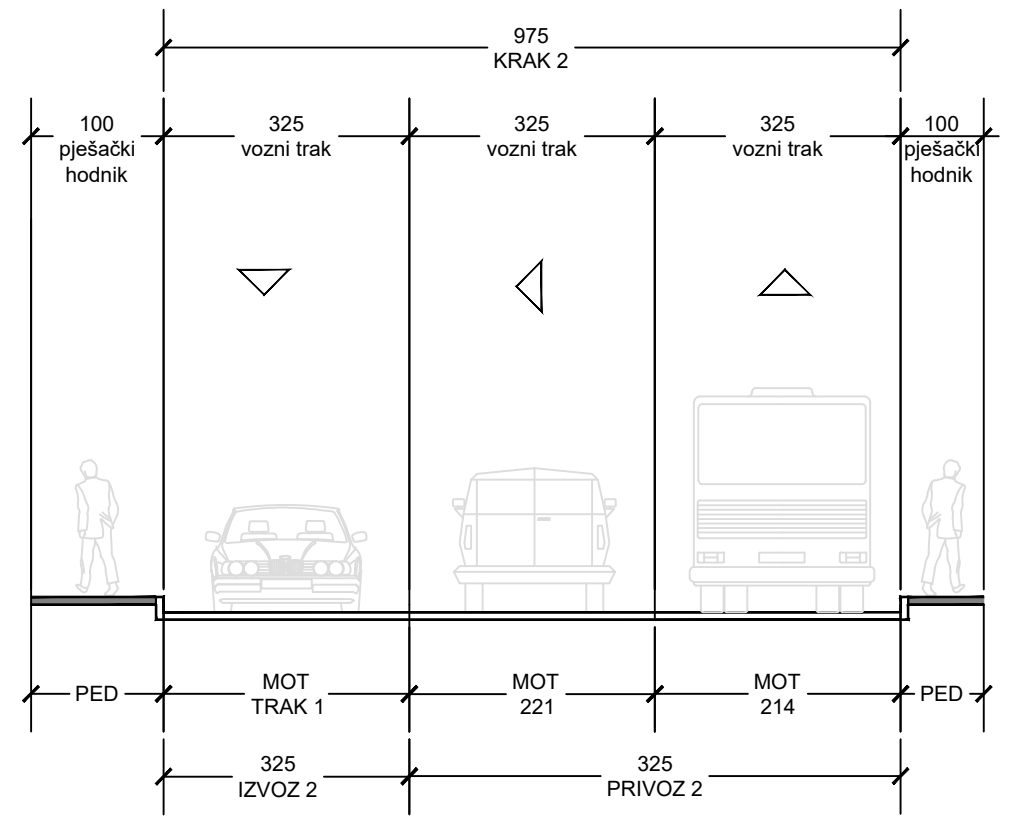 975
KRAK 2
100
pješački
hodnik
325
vozni trak
325
vozni trak
325
vozni trak
100
pješački
hodnik
PED
MOT
TRAK 1
MOT
221
MOT
214
PED
325
IZVOZ 2
325
PRIVOZ 2